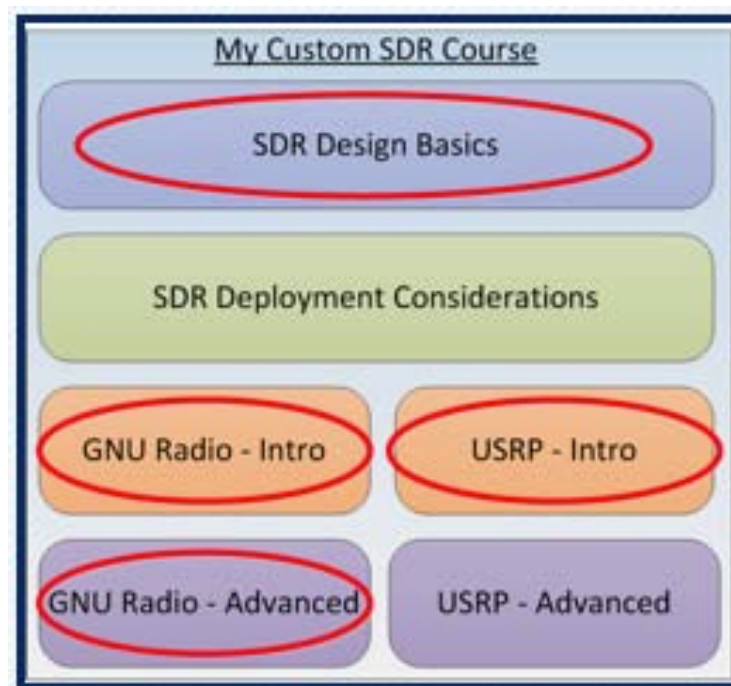 My Custom SDR Course
SDR Design Basics
SDR Deployment Considerations
GNU Radio - Intro
USRP - Intro
GNU Radio - Advanced
USRP - Advanced